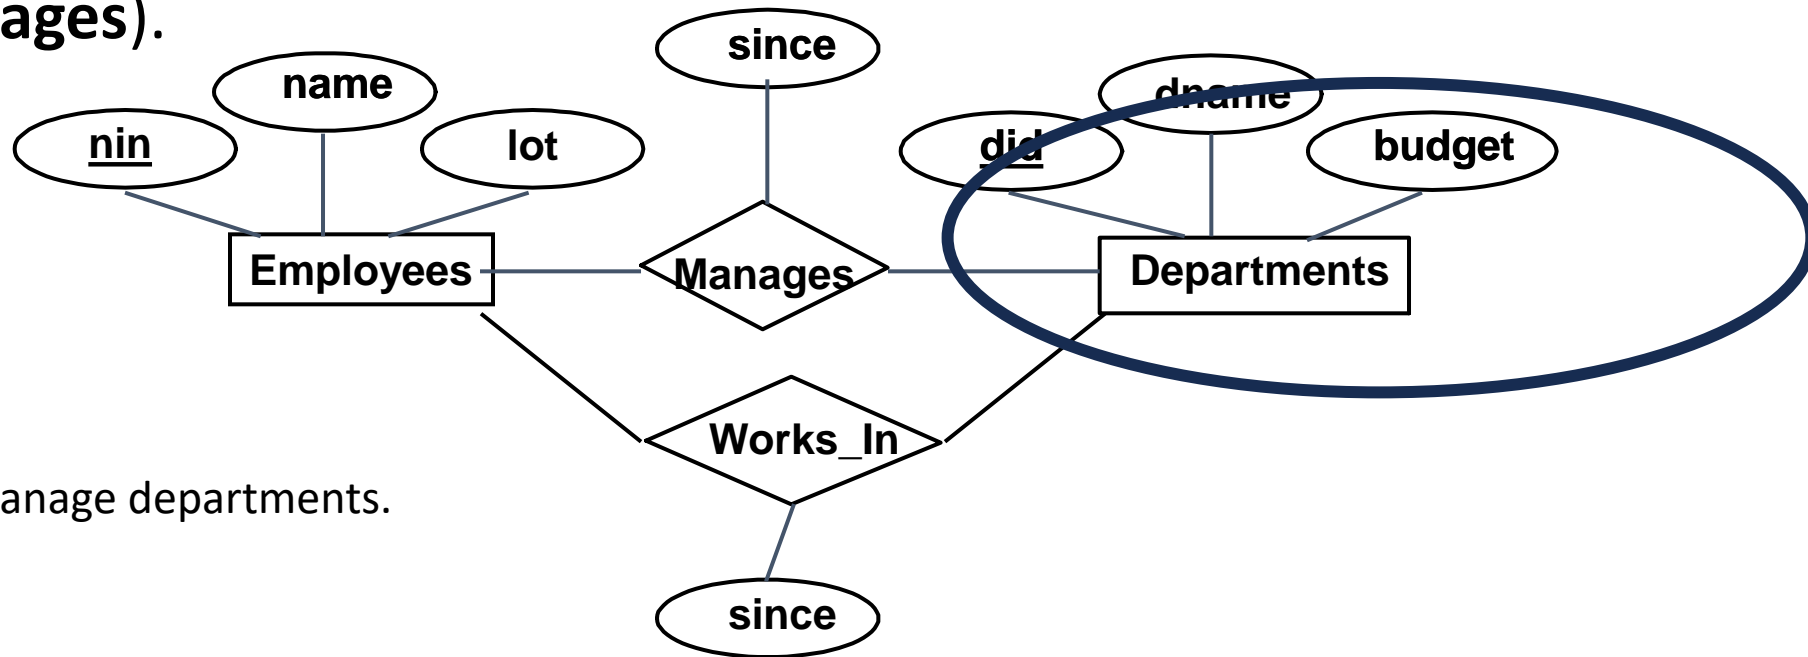 ages).
since
name
dname
nin
lot
did
budget
Employees
Manages
Departments
Works_In
anage departments.
since